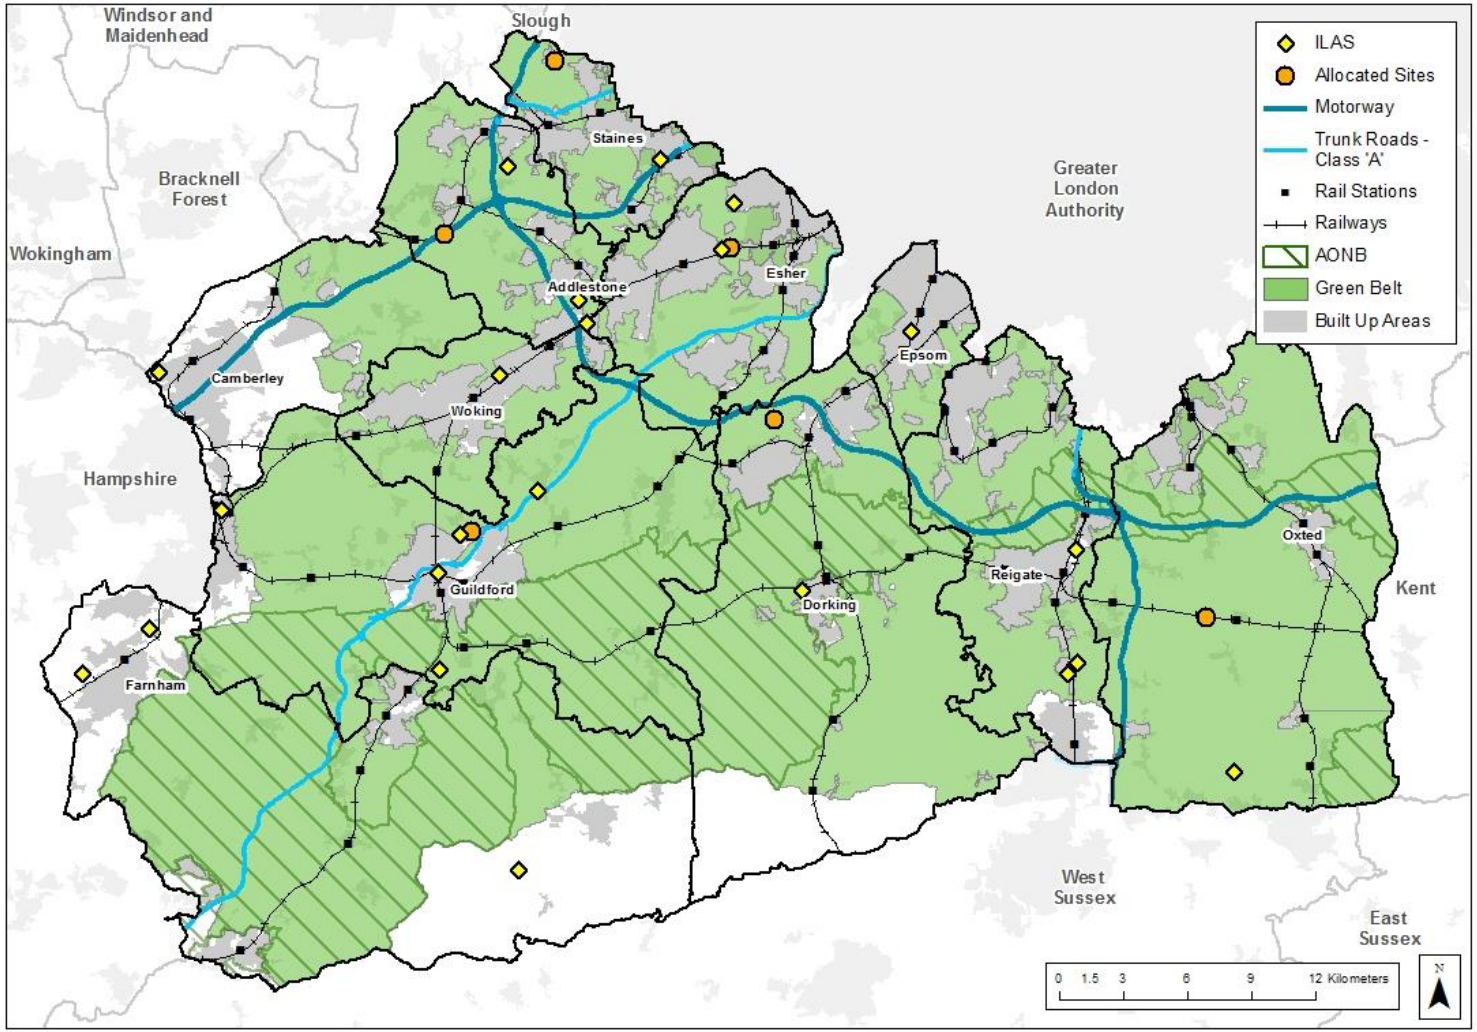 Windsor and
Maidenhead
Slough
ILAS
Allocated Sites
Motorway
Trunk Roads -
Class 'A'
Rail Stations
Railways
AONB
Green Belt
Built Up Areas
Staines
Bracknell
Forest
Greater
London
Authority
Wokingham
Esher
Addlestone
Epsom
Camberley
Woking
Hampshire
Oxted
Reigate
Guildford
Kent
Dorking
Farnham
West
Sussex
East
Sussex
0 1.5 3 6 9 12 Kilometers
N